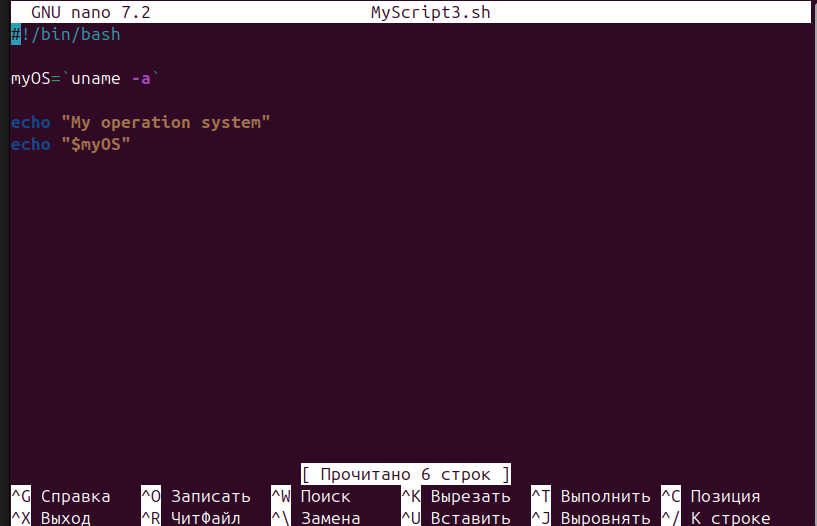 GNU nano 7.2 MyScript3.sh
#!/bin/bash
myOS=`uname -a`
echo "My operation system"
echo "$myOS"
[ Прочитано 6 строк ]
^G Справка ^O Записать ^W Поиск ^K Вырезать ^T Выполнить ^C Позиция
^X Выход ^R ЧитФайл ^\ Замена ^U Вставить ^J Выровнять ^/ К строке